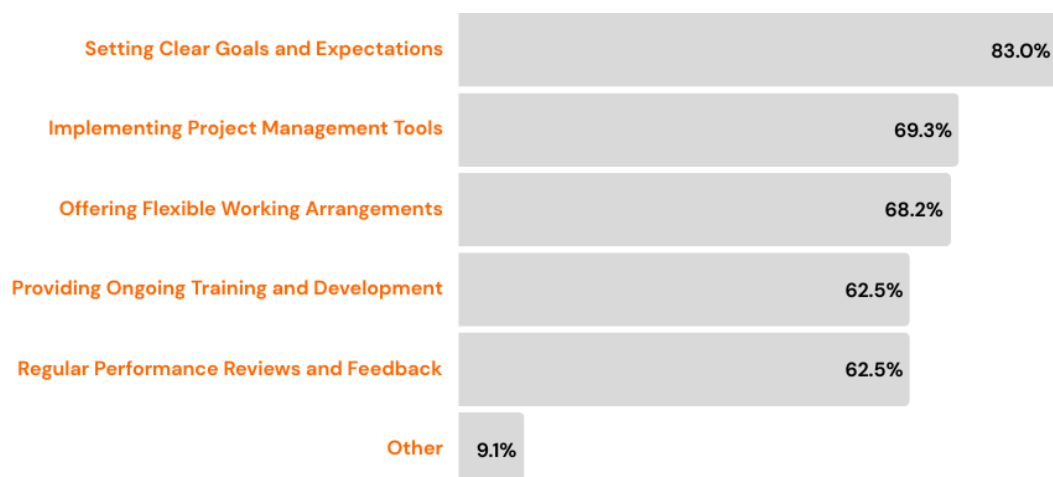 Setting Clear Goals and Expectations 83.0%
Implementing Project Management Tools 69.3%
Offering Flexible Working Arrangements 68.2%
Providing Ongoing Training and Development 62.5%
Regular Performance Reviews and Feedback 62.5%
Other 9.1%